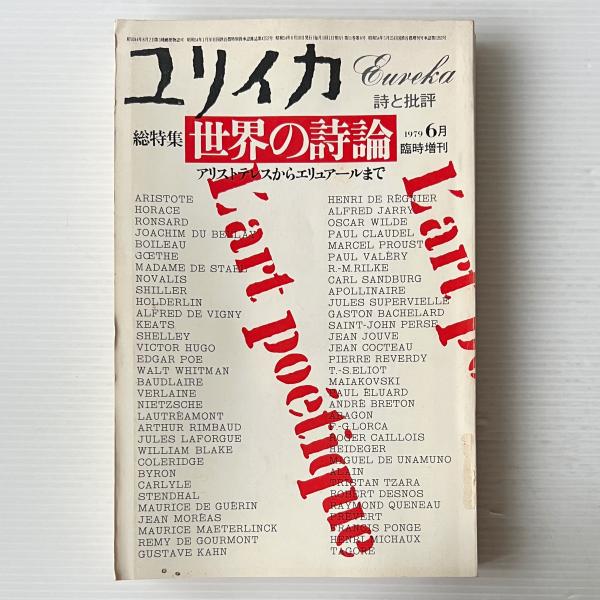 ユリイカ
Eureka
詩と批評
総特集
世界の詩論
1979 6月
臨時増刊
アリストテレスからエリュアールまで
L'art poétique
L'art p
ARISTOTE
HORACE
RONSARD
JOACHIM DU BELLAY
BOILEAU
GŒTHE
MADAME DE STAEL
NOVALIS
SHILLER
HOLDERLIN
ALFRED DE VIGNY
KEATS
SHELLEY
VICTOR HUGO
EDGAR POE
WALT WHITMAN
BAUDLAIRE
VERLAINE
NIETZSCHE
LAUTRÉAMONT
ARTHUR RIMBAUD
JULES LAFORGUE
WILLIAM BLAKE
COLERIDGE
BYRON
CARLYLE
STENDHAL
MAURICE DE GUÉRIN
JEAN MORÉAS
MAURICE MAETERLINCK
REMY DE GOURMONT
GUSTAVE KAHN
HENRI DE RÉGNIER
ALFRED JARRY
OSCAR WILDE
PAUL CLAUDEL
MARCEL PROUST
PAUL VALÉRY
R.-M.RILKE
CARL SANDBURG
APOLLINAIRE
JULES SUPERVIELLE
GASTON BACHELARD
SAINT-JOHN PERSE
JEAN JOUVE
JEAN COCTEAU
PIERRE REVERDY
T.-S.ELIOT
MAIAKOVSKI
PAUL ÉLUARD
ANDRÉ BRETON
ARAGON
F.-G.LORCA
ROGER CAILLOIS
HEIDEGER
MIGUEL DE UNAMUNO
ALAIN
TRISTAN TZARA
ROBERT DESNOS
RAYMOND QUENEAU
PRÉVERT
FRANCIS PONGE
HENRI MICHAUX
TAGORE